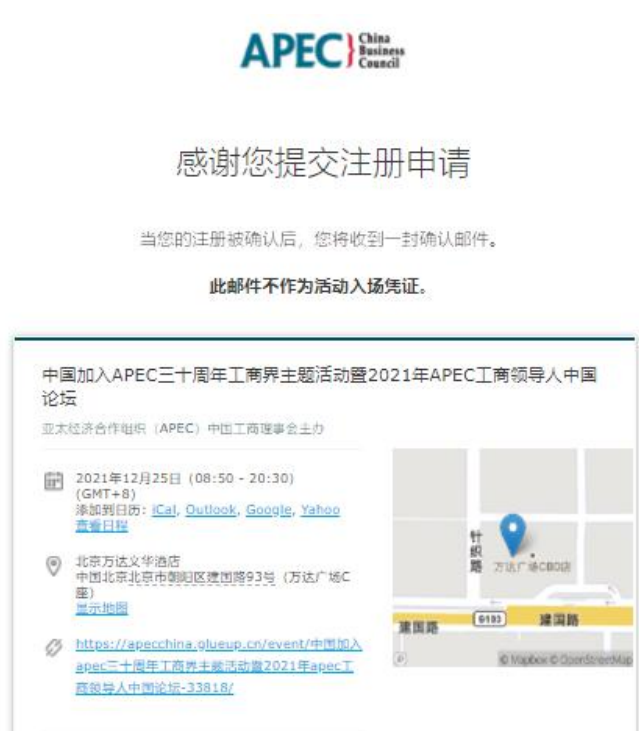 APEC
China
Business
Council
感谢您提交注册申请
当您的注册被确认后，您将收到一封确认邮件。
此邮件不作为活动入场凭证。
中国加入APEC三十周年工商界主题活动暨2021年APEC工商领导人中国
论坛
亚太经济合作组织（APEC）中国工商理事会主办
2021年12月25日 (08:50 - 20:30)
(GMT+8)
添加到日历: iCal, Outlook, Google, Yahoo
查看日程
北京万达文华酒店
中国北京北京市朝阳区建国路93号（万达广场C
座）
显示地图
https://apecchina.glueup.cn/event/中国加入
apec三十周年工商界主题活动暨2021年apec工
商领导人中国论坛-33818/
针织路
万达广场CBD店
建国路
G103
建国路
© Mapbox © OpenStreetMap